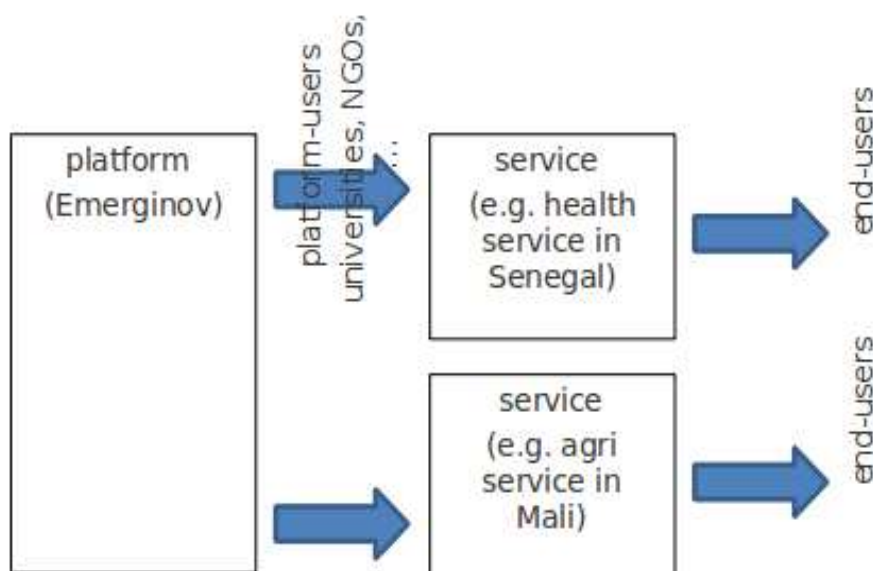 platform
(Emerginov)
platform-users
universities, NGOs,
...
service
(e.g. health
service in
Senegal)
end-users
service
(e.g. agri
service in
Mali)
end-users